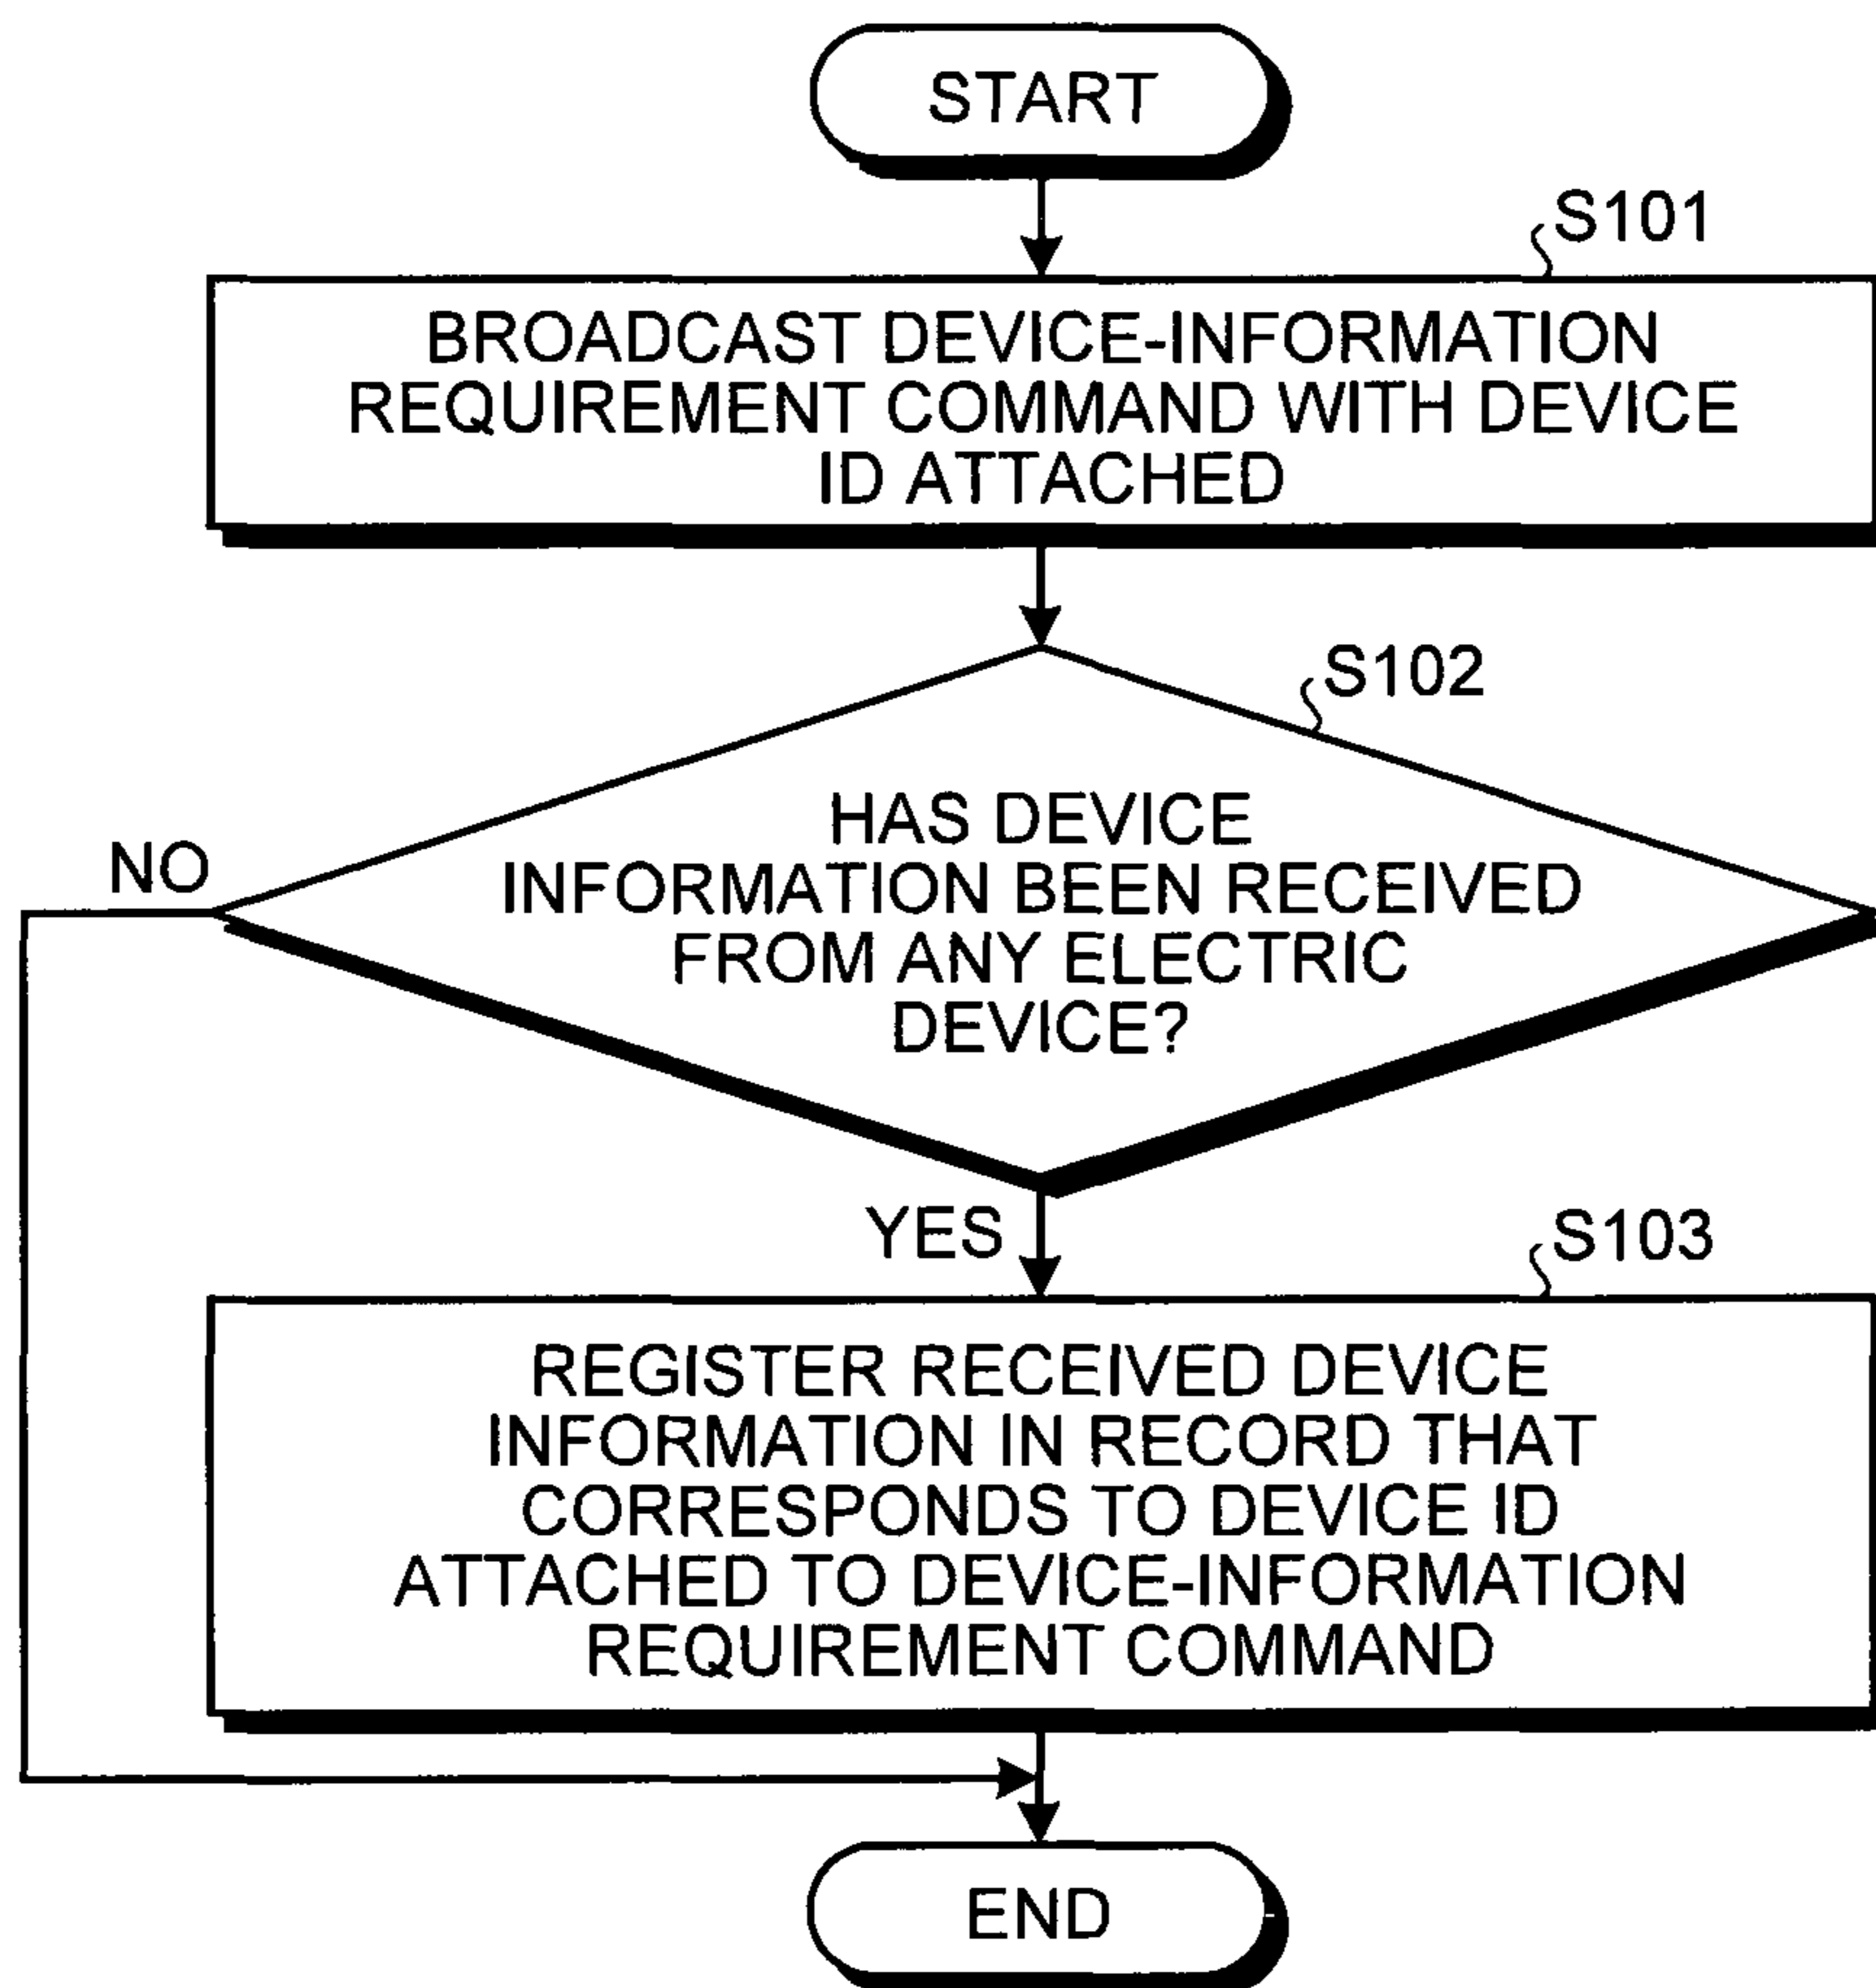 START
S101
BROADCAST DEVICE-INFORMATION
REQUIREMENT COMMAND WITH DEVICE
ID ATTACHED
S102
HAS DEVICE
INFORMATION BEEN RECEIVED
FROM ANY ELECTRIC
DEVICE?
NO
YES
S103
REGISTER RECEIVED DEVICE
INFORMATION IN RECORD THAT
CORRESPONDS TO DEVICE ID
ATTACHED TO DEVICE-INFORMATION
REQUIREMENT COMMAND
END